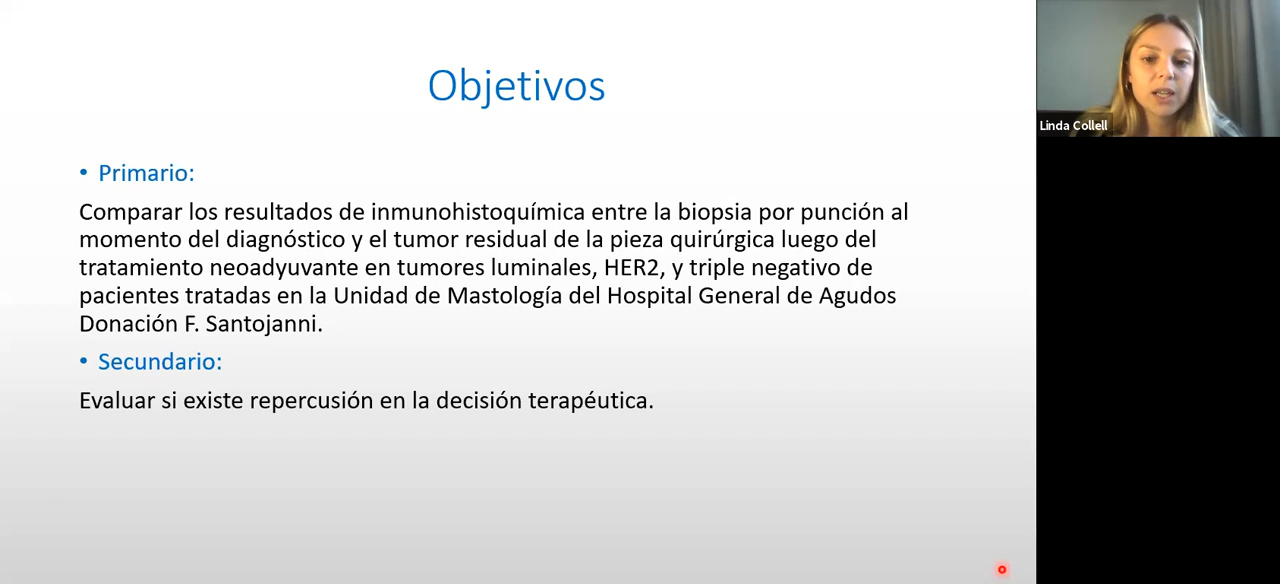 Objetivos
• Primario:
Comparar los resultados de inmunohistoquímica entre la biopsia por punción al
momento del diagnóstico y el tumor residual de la pieza quirúrgica luego del
tratamiento neoadyuvante en tumores luminales, HER2, y triple negativo de
pacientes tratadas en la Unidad de Mastología del Hospital General de Agudos
Donación F. Santojanni.
• Secundario:
Evaluar si existe repercusión en la decisión terapéutica.
Linda Collell